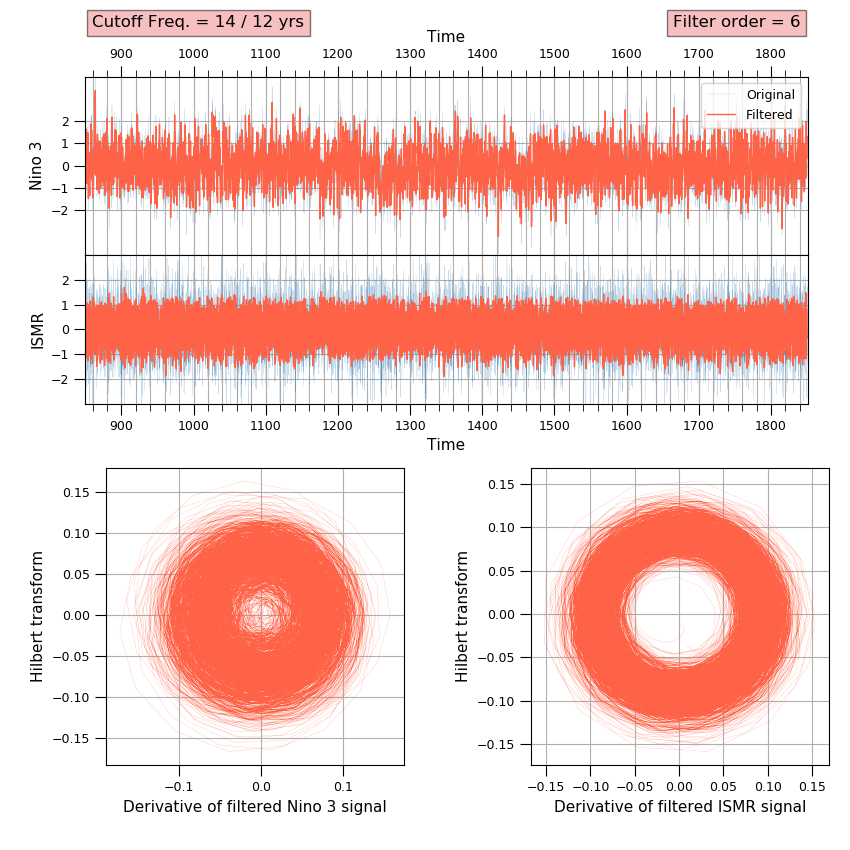 Cutoff Freq. = 14 / 12 yrs
Filter order = 6
Time
900 1000 1100 1200 1300 1400 1500 1600 1700 1800
Original
Filtered
Nino 3
2
1
0
−1
−2
ISMR
2
1
0
−1
−2
900 1000 1100 1200 1300 1400 1500 1600 1700 1800
Time
Hilbert transform
0.15
0.10
0.05
0.00
−0.05
−0.10
−0.15
−0.1 0.0 0.1
Derivative of filtered Nino 3 signal
Hilbert transform
0.15
0.10
0.05
0.00
−0.05
−0.10
−0.15
−0.15 −0.10 −0.05 0.00 0.05 0.10 0.15
Derivative of filtered ISMR signal